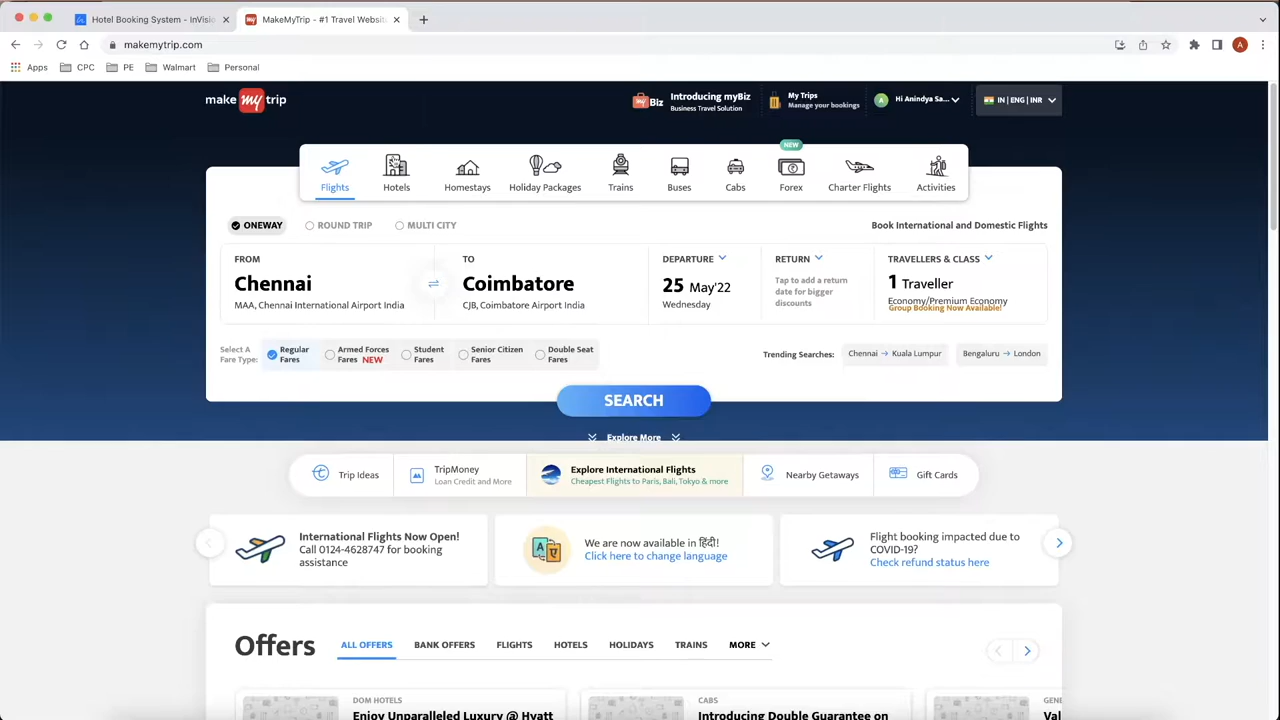 Hotel Booking System - InVisio
MakeMyTrip - #1 Travel Website
makemytrip.com
A
Apps
CPC
PE
Walmart
Personal
make my trip
myBiz
Introducing myBiz
Business Travel Solution
My Trips
Manage your bookings
A
Hi Anindya Sa...
IN | ENG | INR
NEW
Flights
Hotels
Homestays
Holiday Packages
Trains
Buses
Cabs
Forex
Charter Flights
Activities
ONEWAY
ROUND TRIP
MULTI CITY
Book International and Domestic Flights
FROM
Chennai
MAA, Chennai International Airport India
TO
Coimbatore
CJB, Coimbatore Airport India
DEPARTURE
25 May'22
Wednesday
RETURN
Tap to add a return
date for bigger
discounts
TRAVELLERS & CLASS
1 Traveller
Economy/Premium Economy
Group Booking Now Available!
Select A
Fare Type:
Regular
Fares
Armed Forces
Fares NEW
Student
Fares
Senior Citizen
Fares
Double Seat
Fares
Trending Searches:
Chennai → Kuala Lumpur
Bengaluru → London
SEARCH
Explore More
Trip Ideas
TripMoney
Loan Credit and More
Explore International Flights
Cheapest Flights to Paris, Bali, Tokyo & more
Nearby Getaways
Gift Cards
International Flights Now Open!
Call 0124-4628747 for booking
assistance
We are now available in हिंदी!
Click here to change language
Flight booking impacted due to
COVID-19?
Check refund status here
Offers
ALL OFFERS
BANK OFFERS
FLIGHTS
HOTELS
HOLIDAYS
TRAINS
MORE
DOM HOTELS
Enjoy Unparalleled Luxury @ Hyatt
CABS
Introducing Double Guarantee on
GENE
Val